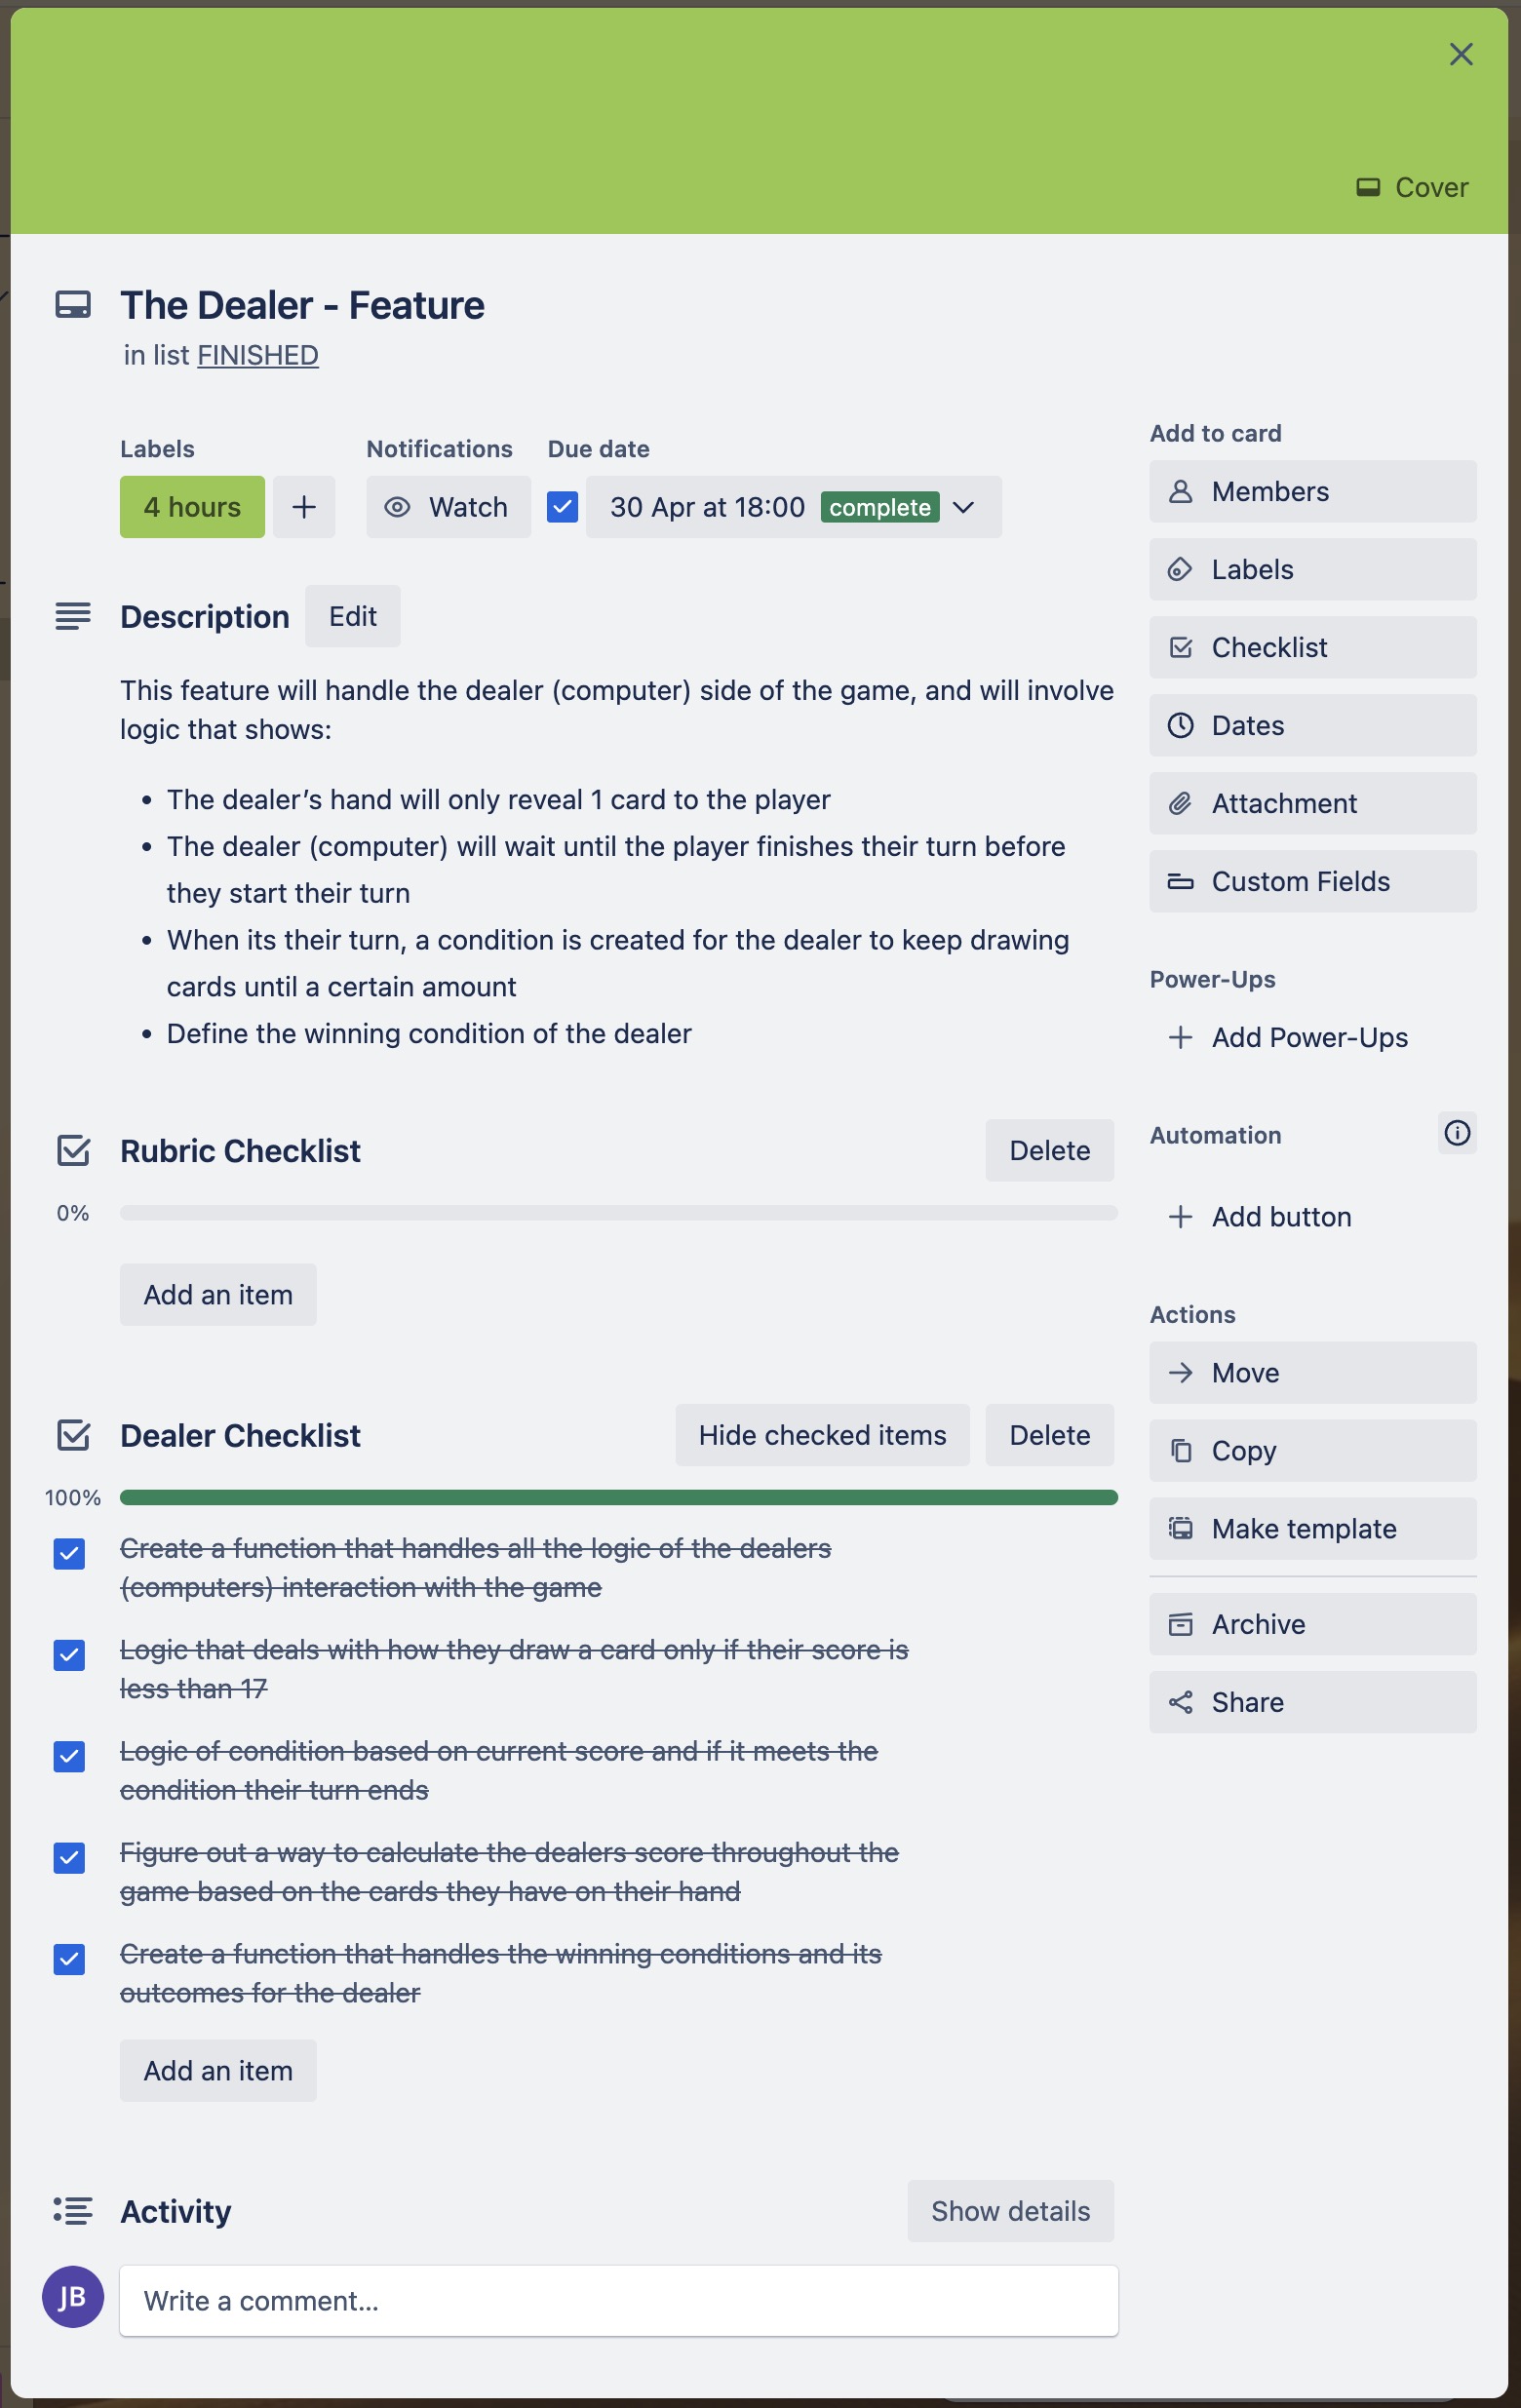 Cover
The Dealer - Feature
in list FINISHED
Labels
Notifications
Due date
4 hours
Watch
30 Apr at 18:00 complete
Description Edit
This feature will handle the dealer (computer) side of the game, and will involve
logic that shows:
• The dealer’s hand will only reveal 1 card to the player
• The dealer (computer) will wait until the player finishes their turn before
they start their turn
• When its their turn, a condition is created for the dealer to keep drawing
cards until a certain amount
• Define the winning condition of the dealer
Rubric Checklist Delete
0%
Add an item
Dealer Checklist Hide checked items Delete
100%
Create a function that handles all the logic of the dealers
(computers) interaction with the game
Logic that deals with how they draw a card only if their score is
less than 17
Logic of condition based on current score and if it meets the
condition their turn ends
Figure out a way to calculate the dealers score throughout the
game based on the cards they have on their hand
Create a function that handles the winning conditions and its
outcomes for the dealer
Add an item
Activity Show details
JB Write a comment...
Add to card
Members
Labels
Checklist
Dates
Attachment
Custom Fields
Power-Ups
Add Power-Ups
Automation
Add button
Actions
Move
Copy
Make template
Archive
Share